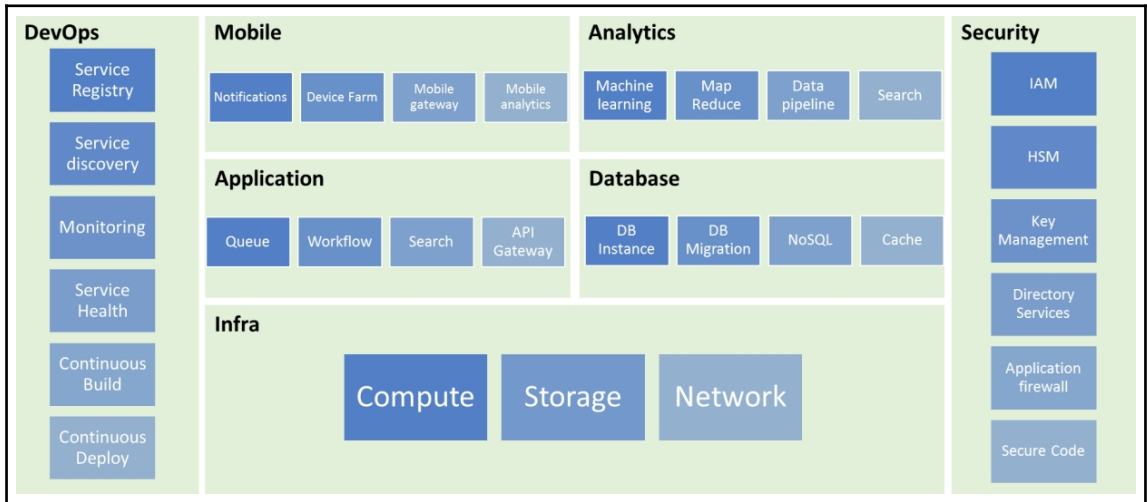 DevOps
Service
Registry
Service
discovery
Monitoring
Service
Health
Continuous
Build
Continuous
Deploy
Mobile
Notifications
Device Farm
Mobile
gateway
Mobile
analytics
Analytics
Machine
learning
Map
Reduce
Data
pipeline
Search
Application
Queue
Workflow
Search
API
Gateway
Database
DB
Instance
DB
Migration
NoSQL
Cache
Infra
Compute
Storage
Network
Security
IAM
HSM
Key
Management
Directory
Services
Application
firewall
Secure Code